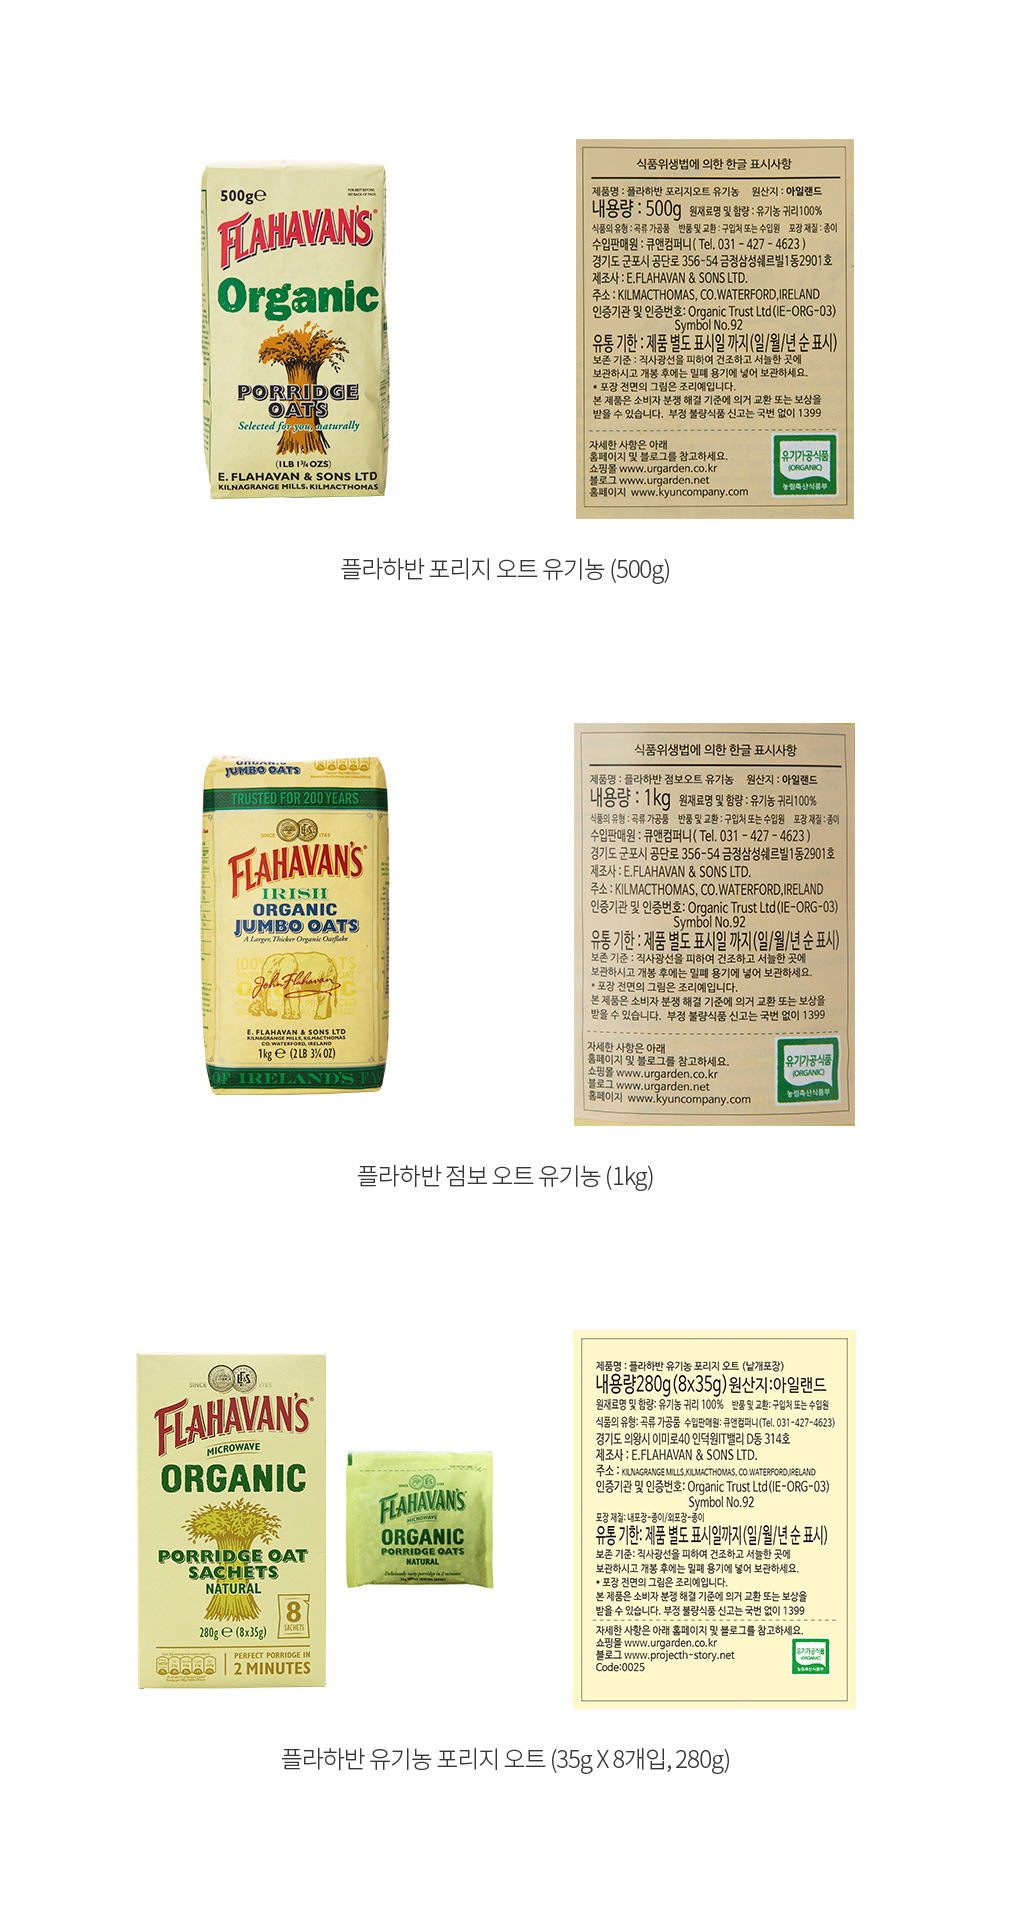 500g℮
FLAHAVAN'S
Organic
PORRIDGE
OATS
Selected for you, naturally
(1LB 1¾ OZS)
E. FLAHAVAN & SONS LTD
KILNAGRANGE MILLS, KILMACTHOMAS
식품위생법에 의한 한글 표시사항
제품명 : 플라하반 포리지오트 유기농 원산지 : 아일랜드
내용량 : 500g 원재료명 및 함량 : 유기농 귀리100%
식품의 유형 : 곡류 가공품 반품 및 교환 : 구입처 또는 수입원 포장 재질 : 종이
수입판매원 : 큐앤컴퍼니( Tel. 031 - 427 - 4623 )
경기도 군포시 공단로 356-54 금정삼성쉐르빌1동2901호
제조사 : E.FLAHAVAN & SONS LTD.
주소 : KILMACTHOMAS, CO.WATERFORD,IRELAND
인증기관 및 인증번호: Organic Trust Ltd(IE-ORG-03)
Symbol No.92
유통 기한 : 제품 별도 표시일 까지(일/월/년 순 표시)
보존 기준 : 직사광선을 피하여 건조하고 서늘한 곳에
보관하시고 개봉 후에는 밀폐 용기에 넣어 보관하세요.
* 포장 전면의 그림은 조리예입니다.
본 제품은 소비자 분쟁 해결 기준에 의거 교환 또는 보상을
받을 수 있습니다. 부정 불량식품 신고는 국번 없이 1399
자세한 사항은 아래
홈페이지 및 블로그를 참고하세요.
쇼핑몰 www.urgarden.co.kr
블로그 www.urgarden.net
홈페이지 www.kyuncompany.com
유기가공식품
(ORGANIC)
농림축산식품부
플라하반 포리지 오트 유기농 (500g)
ORGANIC
JUMBO OATS
TRUSTED FOR 200 YEARS
SINCE 1785
FLAHAVAN'S
IRISH
ORGANIC
JUMBO OATS
A Larger, Thicker Organic Oatflake
John Flahavan
E. FLAHAVAN & SONS LTD
KILNAGRANGE MILLS, KILMACTHOMAS
CO.WATERFORD, IRELAND
1kg ℮ (2LB 3¼ OZ)
OF IRELAND'S FA
식품위생법에 의한 한글 표시사항
제품명 : 플라하반 점보오트 유기농 원산지 : 아일랜드
내용량 : 1kg 원재료명 및 함량 : 유기농 귀리100%
식품의 유형 : 곡류 가공품 반품 및 교환 : 구입처 또는 수입원 포장 재질 : 종이
수입판매원 : 큐앤컴퍼니( Tel. 031 - 427 - 4623 )
경기도 군포시 공단로 356-54 금정삼성쉐르빌1동2901호
제조사 : E.FLAHAVAN & SONS LTD.
주소 : KILMACTHOMAS, CO.WATERFORD,IRELAND
인증기관 및 인증번호: Organic Trust Ltd(IE-ORG-03)
Symbol No.92
유통 기한 : 제품 별도 표시일 까지(일/월/년 순 표시)
보존 기준 : 직사광선을 피하여 건조하고 서늘한 곳에
보관하시고 개봉 후에는 밀폐 용기에 넣어 보관하세요.
* 포장 전면의 그림은 조리예입니다.
본 제품은 소비자 분쟁 해결 기준에 의거 교환 또는 보상을
받을 수 있습니다. 부정 불량식품 신고는 국번 없이 1399
자세한 사항은 아래
홈페이지 및 블로그를 참고하세요.
쇼핑몰 www.urgarden.co.kr
블로그 www.urgarden.net
홈페이지 www.kyuncompany.com
유기가공식품
(ORGANIC)
농림축산식품부
플라하반 점보 오트 유기농 (1kg)
SINCE 1785
FLAHAVAN'S
MICROWAVE
ORGANIC
PORRIDGE OAT
SACHETS
NATURAL
8
SACHETS
280g ℮ (8x35g)
PERFECT PORRIDGE IN
2 MINUTES
FLAHAVAN'S
MICROWAVE
ORGANIC
PORRIDGE OATS
NATURAL
Deliciously tasty porridge in 2 minutes
제품명 : 플라하반 유기농 포리지 오트 (낱개포장)
내용량280g(8x35g)원산지:아일랜드
원재료명 및 함량: 유기농 귀리 100% 반품 및 교환: 구입처 또는 수입원
식품의 유형: 곡류 가공품 수입판매원: 큐앤컴퍼니(Tel. 031-427-4623)
경기도 의왕시 이미로40 인덕원IT밸리 D동 314호
제조사 : E.FLAHAVAN & SONS LTD.
주소 : KILNAGRANGE MILLS,KILMACTHOMAS, CO.WATERFORD,IRELAND
인증기관 및 인증번호: Organic Trust Ltd(IE-ORG-03)
Symbol No.92
포장 재질: 내포장-종이/외포장-종이
유통 기한: 제품 별도 표시일까지(일/월/년 순 표시)
보존 기준: 직사광선을 피하여 건조하고 서늘한 곳에
보관하시고 개봉 후에는 밀폐 용기에 넣어 보관하세요.
* 포장 전면의 그림은 조리예입니다.
본 제품은 소비자 분쟁 해결 기준에 의거 교환 또는 보상을
받을 수 있습니다. 부정 불량식품 신고는 국번 없이 1399
자세한 사항은 아래 홈페이지 및 블로그를 참고하세요.
쇼핑몰 www.urgarden.co.kr
블로그 www.projecth-story.net
Code:0025
유기가공식품
(ORGANIC)
농림축산식품부
플라하반 유기농 포리지 오트 (35g X 8개입, 280g)